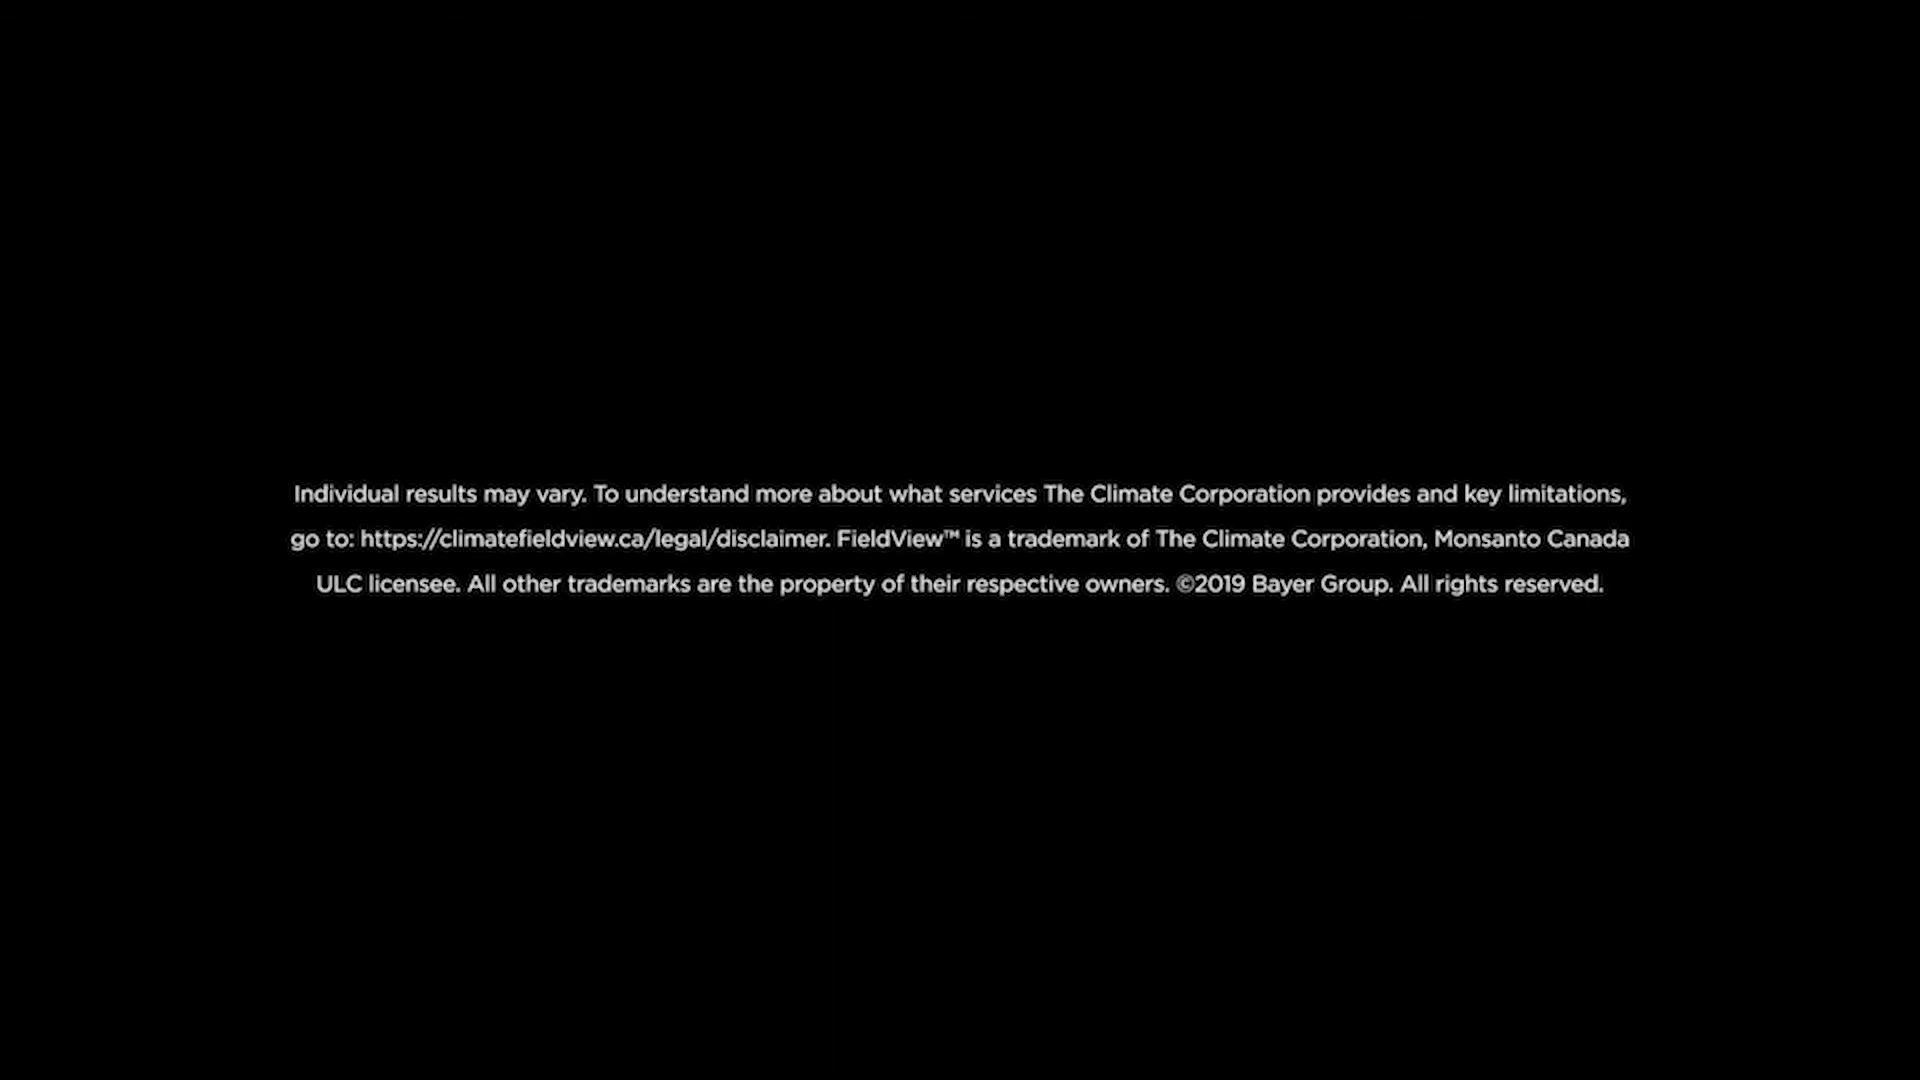 Individual results may vary. To understand more about what services The Climate Corporation provides and key limitations,
go to: https://climatefieldview.ca/legal/disclaimer. FieldView™ is a trademark of The Climate Corporation, Monsanto Canada
ULC licensee. All other trademarks are the property of their respective owners. ©2019 Bayer Group. All rights reserved.